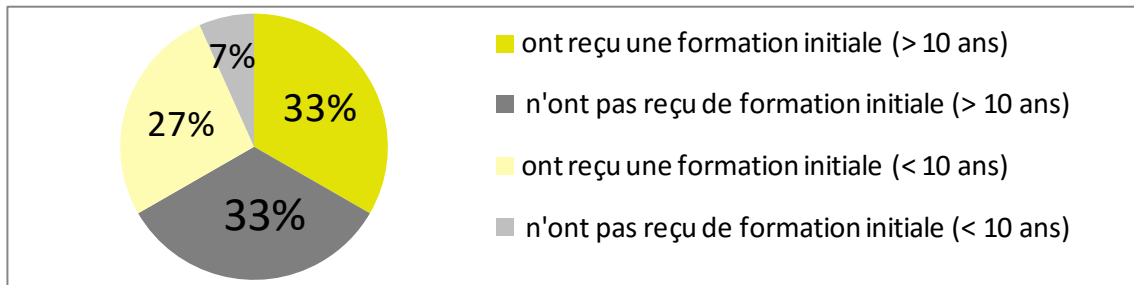 7%
33%
27%
33%
ont reçu une formation initiale (> 10 ans)
n'ont pas reçu de formation initiale (> 10 ans)
ont reçu une formation initiale (< 10 ans)
n'ont pas reçu de formation initiale (< 10 ans)